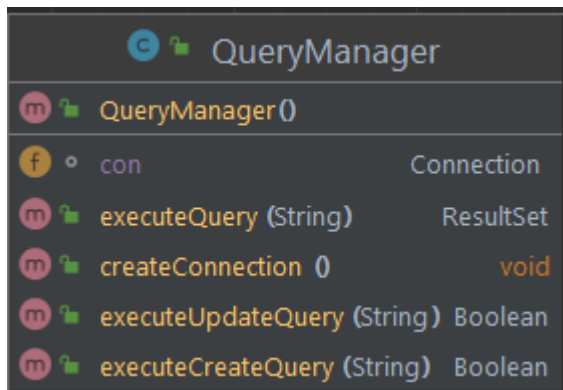 C QueryManager
m QueryManager()
f con Connection
m executeQuery (String) ResultSet
m createConnection () void
m executeUpdateQuery (String) Boolean
m executeCreateQuery (String) Boolean